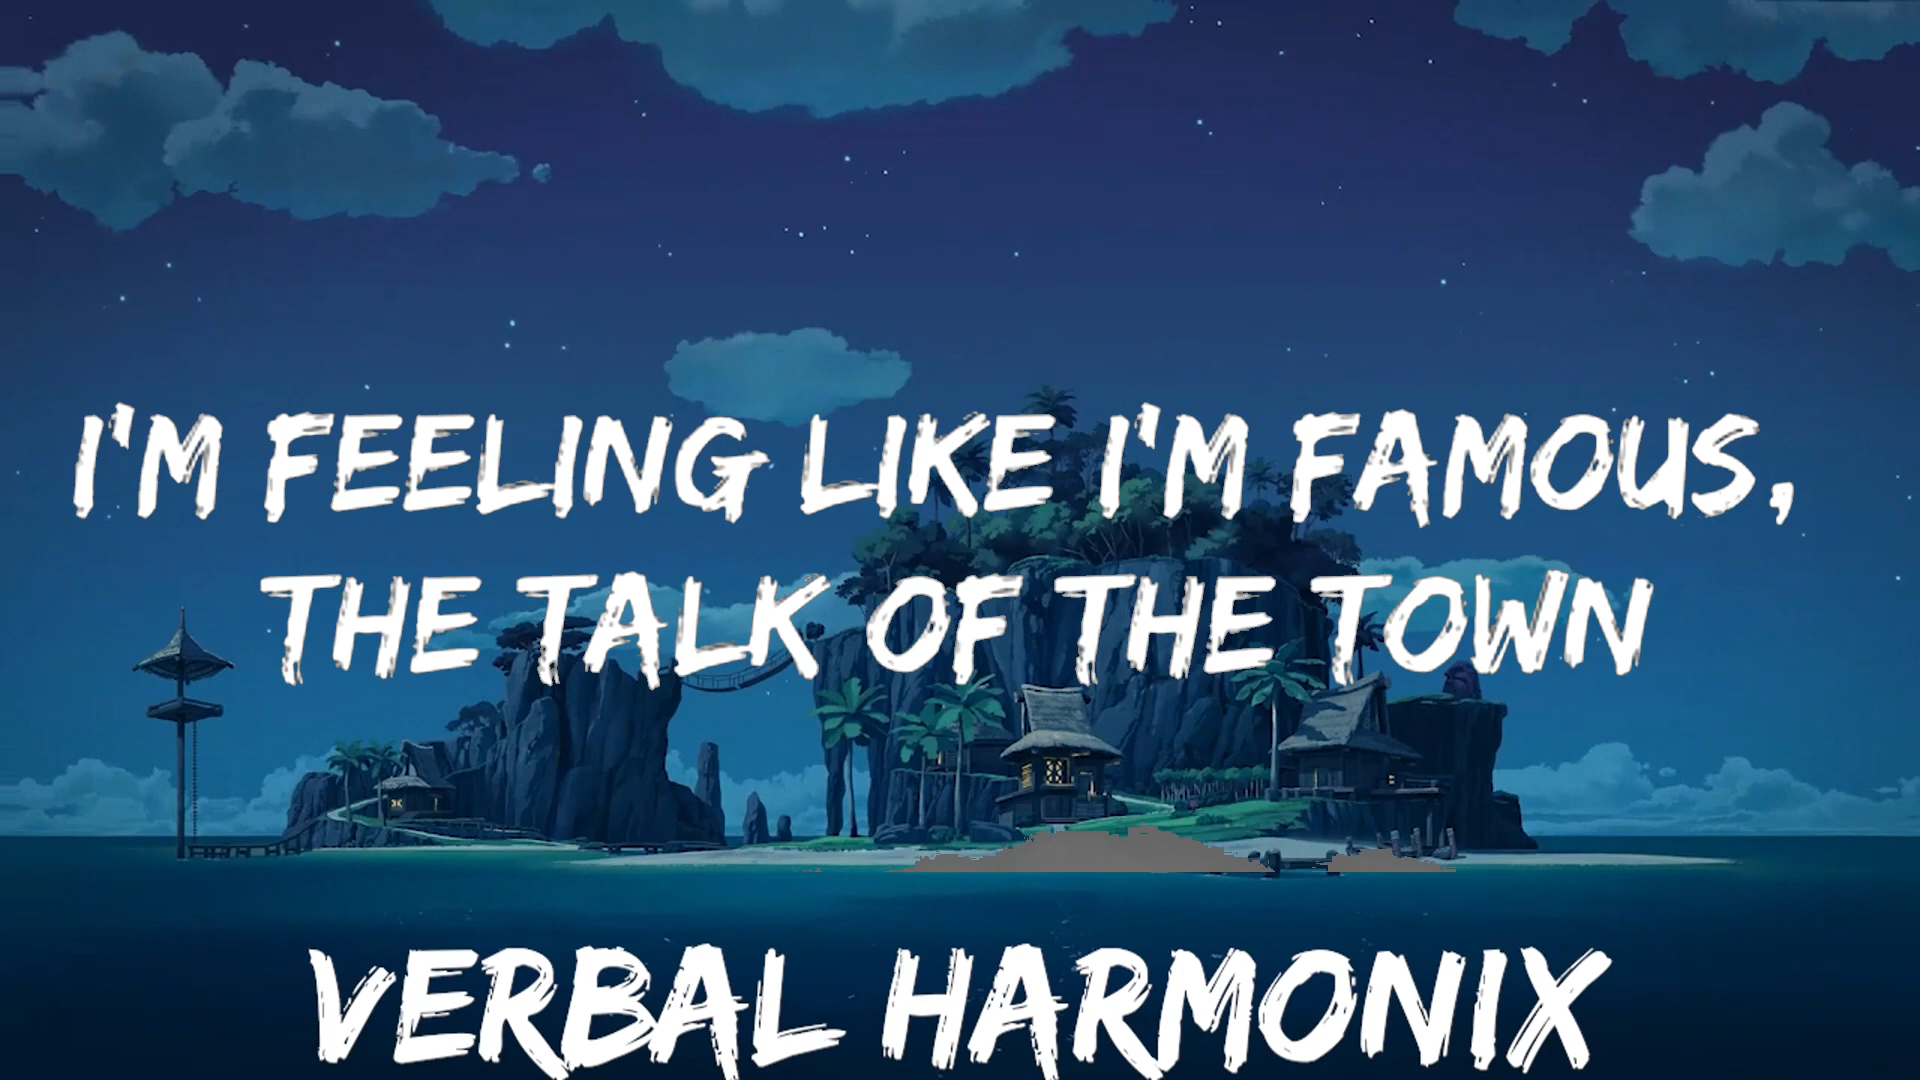 I'M FEELING LIKE I'M FAMOUS,
THE TALK OF THE TOWN
VERBAL HARMONIX